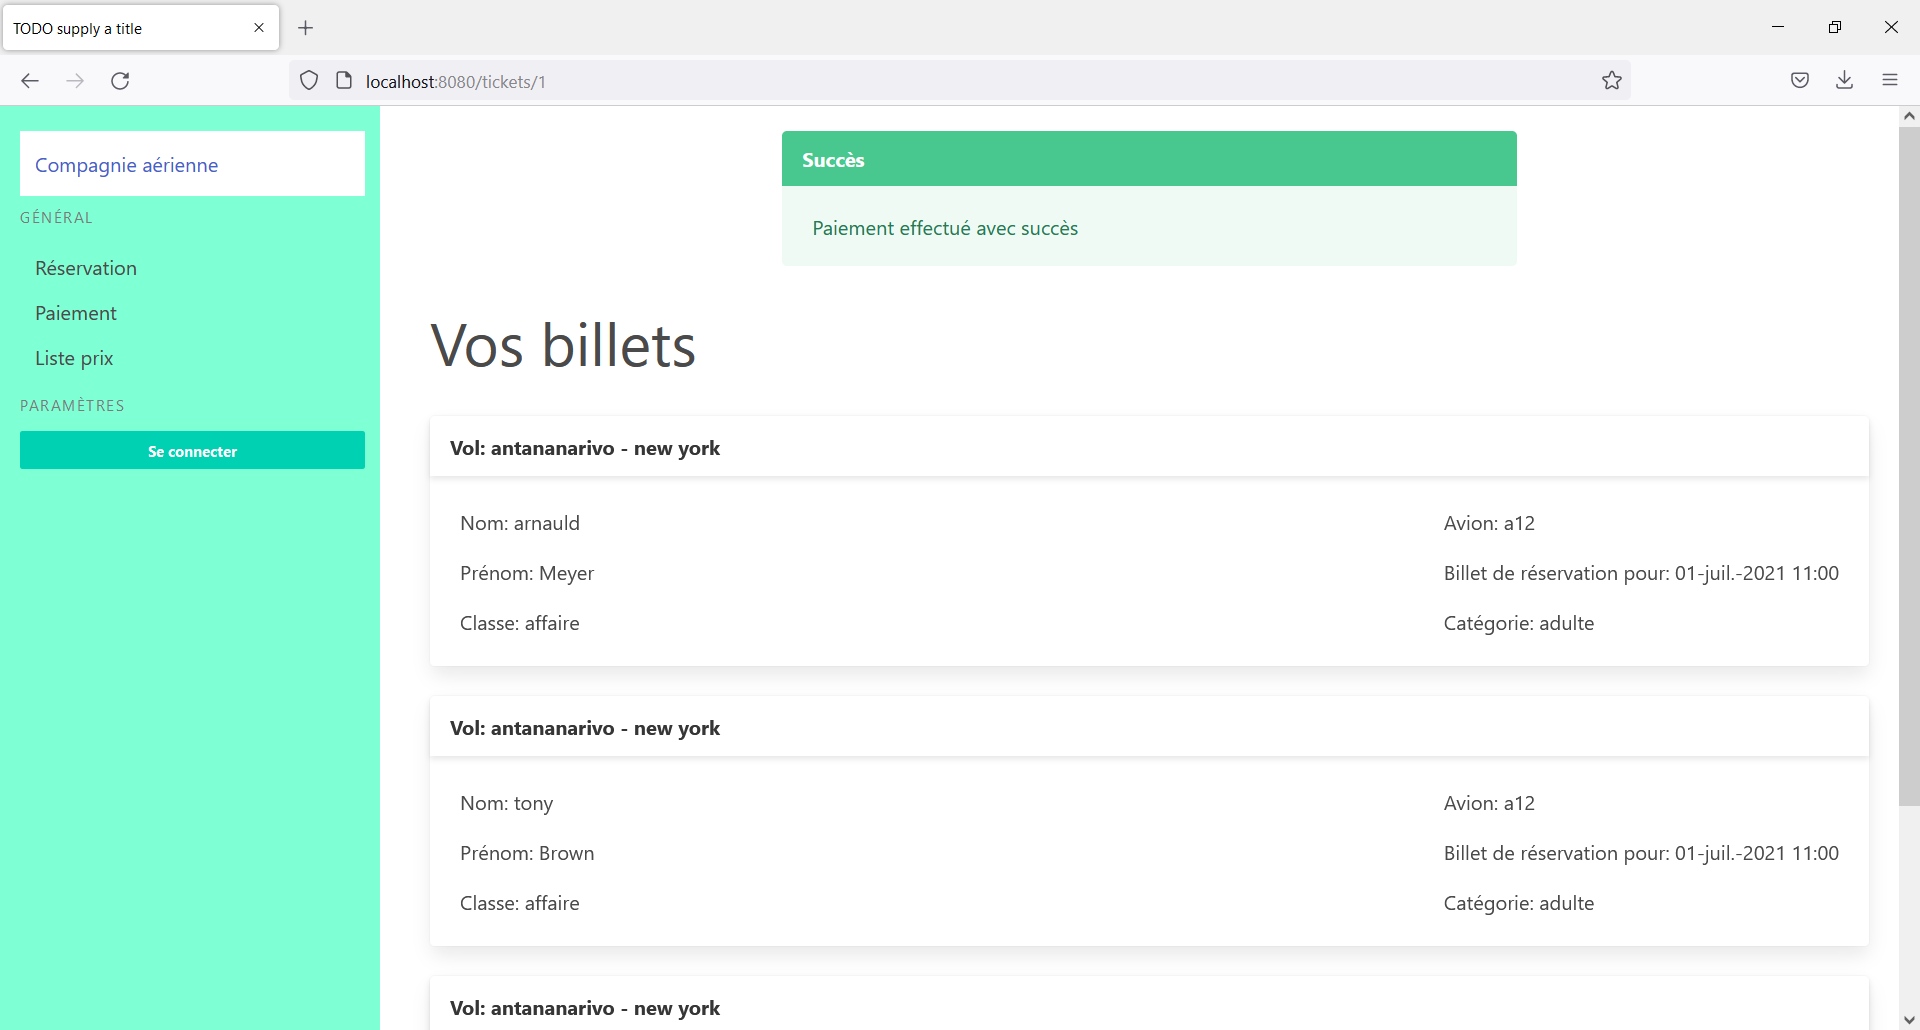 TODO supply a title
localhost:8080/tickets/1
Compagnie aérienne
GÉNÉRAL
Réservation
Paiement
Liste prix
PARAMÈTRES
Se connecter
Succès
Paiement effectué avec succès
Vos billets
Vol: antananarivo - new york
Nom: arnauld
Avion: a12
Prénom: Meyer
Billet de réservation pour: 01-juil.-2021 11:00
Classe: affaire
Catégorie: adulte
Vol: antananarivo - new york
Nom: tony
Avion: a12
Prénom: Brown
Billet de réservation pour: 01-juil.-2021 11:00
Classe: affaire
Catégorie: adulte
Vol: antananarivo - new york